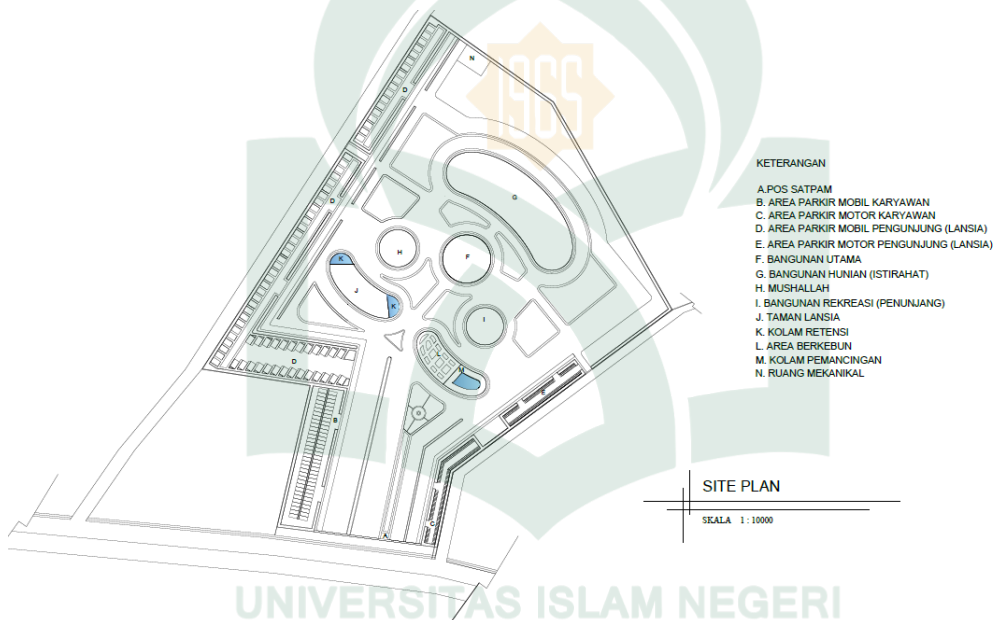 N
1965
D
G
D
H
F
K
J
K
I
L
M
D
E
B
C
A
KETERANGAN
A.POS SATPAM
B. AREA PARKIR MOBIL KARYAWAN
C. AREA PARKIR MOTOR KARYAWAN
D. AREA PARKIR MOBIL PENGUNJUNG (LANSIA)
E. AREA PARKIR MOTOR PENGUNJUNG (LANSIA)
F. BANGUNAN UTAMA
G. BANGUNAN HUNIAN (ISTIRAHAT)
H. MUSHALLAH
I. BANGUNAN REKREASI (PENUNJANG)
J. TAMAN LANSIA
K. KOLAM RETENSI
L. AREA BERKEBUN
M. KOLAM PEMANCINGAN
N. RUANG MEKANIKAL
SITE PLAN
SKALA 1 : 10000
UNIVERSITAS ISLAM NEGERI